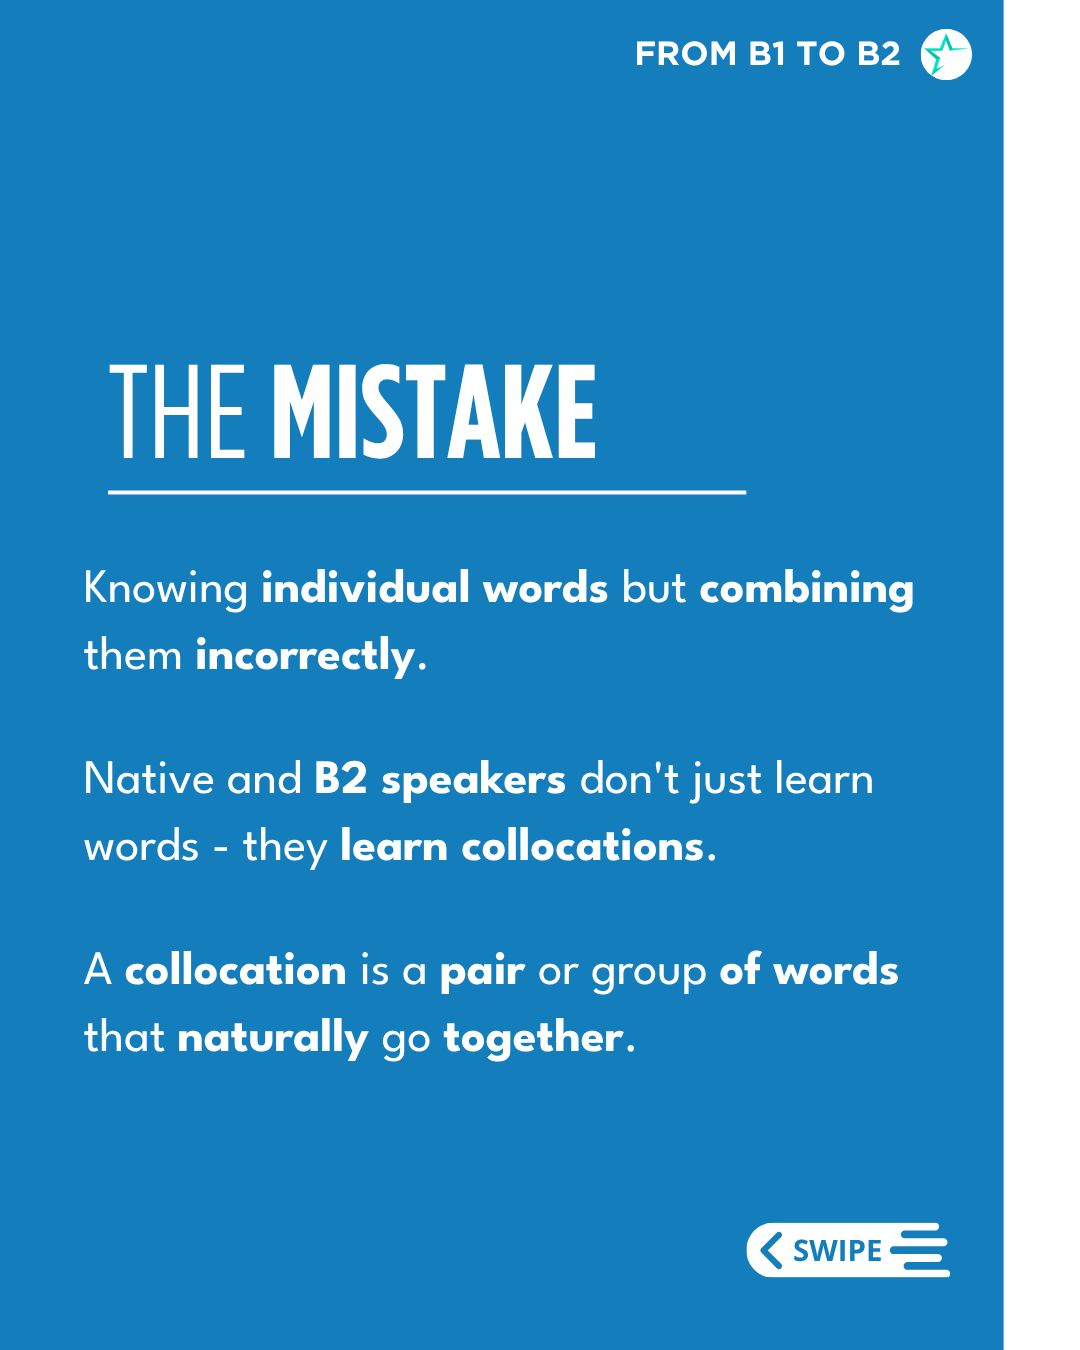 FROM B1 TO B2
THE MISTAKE
Knowing individual words but combining
them incorrectly.
Native and B2 speakers don't just learn
words - they learn collocations.
A collocation is a pair or group of words
that naturally go together.
SWIPE